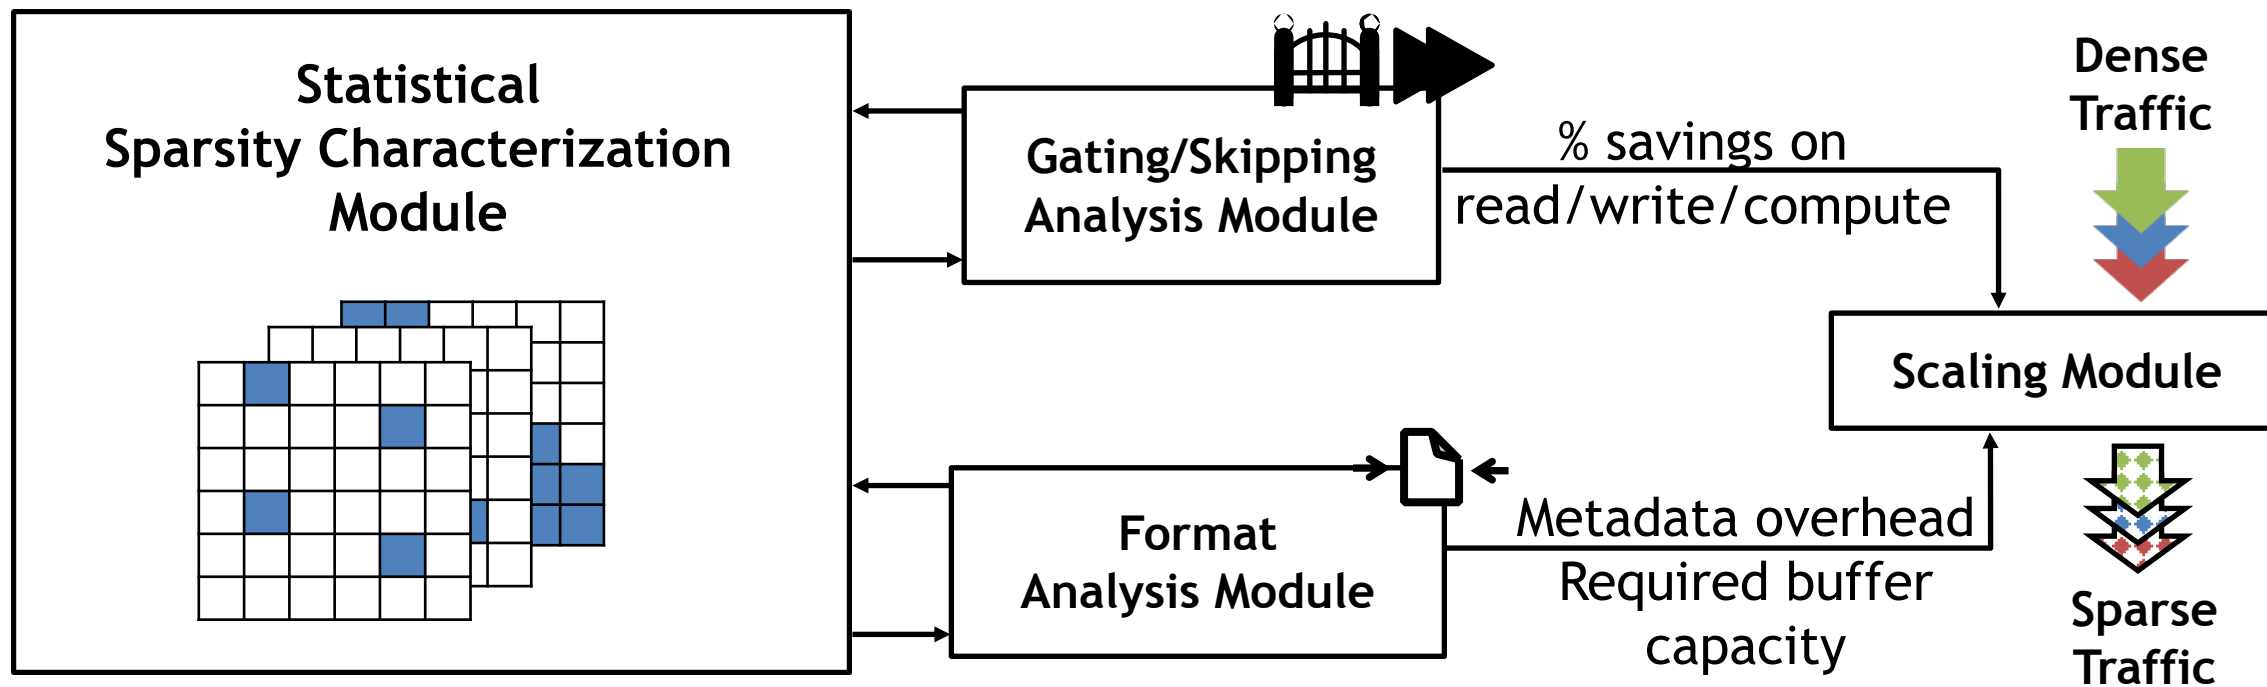 Statistical
Sparsity Characterization
Module
Gating/Skipping
Analysis Module
% savings on
read/write/compute
Dense
Traffic
Scaling Module
Format
Analysis Module
Metadata overhead
Required buffer
capacity
Sparse
Traffic